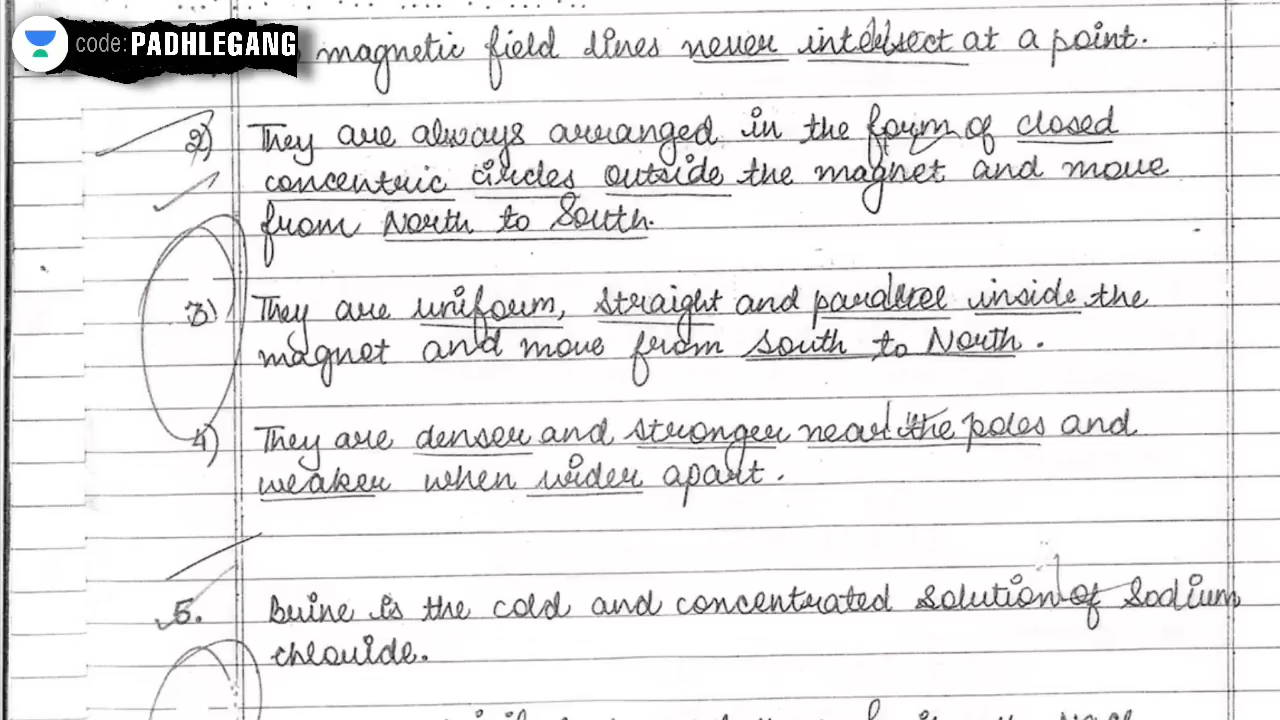 code: PADHLEGANG
magnetic field lines never intersect at a point.
2) They are always arranged in the form of closed
concentric circles outside the magnet and move
from North to South.
3) They are uniform, straight and parallel inside the
magnet and move from south to North.
4) They are denser and stronger near the poles and
weaker when wider apart.
5. Brine is the cold and concentrated solution of Sodium
chloride.